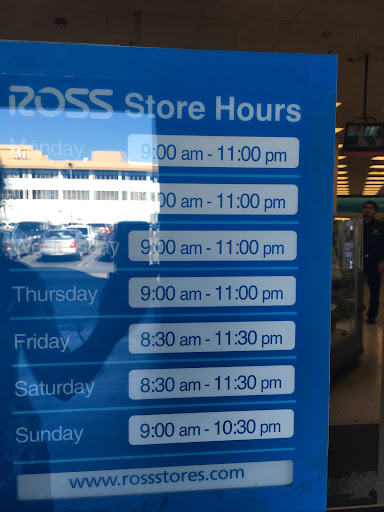 ROSS Store Hours
Monday 9:00 am - 11:00 pm
:00 am - 11:00 pm
Wednesday 9:00 am - 11:00 pm
Thursday 9:00 am - 11:00 pm
Friday 8:30 am - 11:30 pm
Saturday 8:30 am - 11:30 pm
Sunday 9:00 am - 10:30 pm
www.rossstores.com